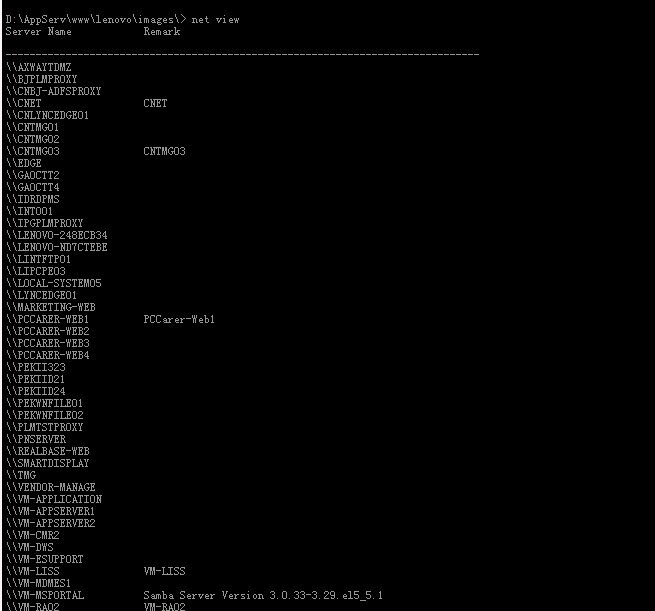 D:\AppServ\www\lenovo\images\> net view
Server Name Remark
-------------------------------------------------------------------------------
\\AXWAYTDMZ
\\BJPLMPROXY
\\CNBJ-ADFSPROXY
\\CNET CNET
\\CNLYNCEDGE01
\\CNTMG01
\\CNTMG02
\\CNTMG03 CNTMG03
\\EDGE
\\GAOCTT2
\\GAOCTT4
\\IDRDPMS
\\INT001
\\IPGPLMPROXY
\\LENOVO-248ECB34
\\LENOVO-ND7CTEBE
\\LINTFTP01
\\LIPCPE03
\\LOCAL-SYSTEM05
\\LYNCEDGE01
\\MARKETING-WEB
\\PCCARER-WEB1 PCCarer-Web1
\\PCCARER-WEB2
\\PCCARER-WEB3
\\PCCARER-WEB4
\\PEKII323
\\PEKIID21
\\PEKIID24
\\PEKWNFILE01
\\PEKWNFILE02
\\PLMTSTPROXY
\\PNSERVER
\\REALBASE-WEB
\\SMARTDISPLAY
\\TMG
\\VENDOR-MANAGE
\\VM-APPLICATION
\\VM-APPSERVER1
\\VM-APPSERVER2
\\VM-CMR2
\\VM-DWS
\\VM-ESUPPORT
\\VM-LISS VM-LISS
\\VM-MDMES1
\\VM-MSPORTAL Samba Server Version 3.0.33-3.29.el5_5.1
\\VM-RA02 VM-RA02